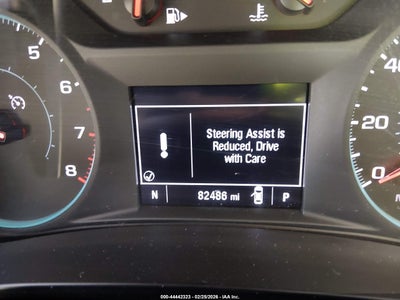 5
6
7
8
40
20
0
M
!
Steering Assist is
Reduced, Drive
with Care
N 82486 mi P
000-44442323 — 02/29/2026 — IAA Inc.